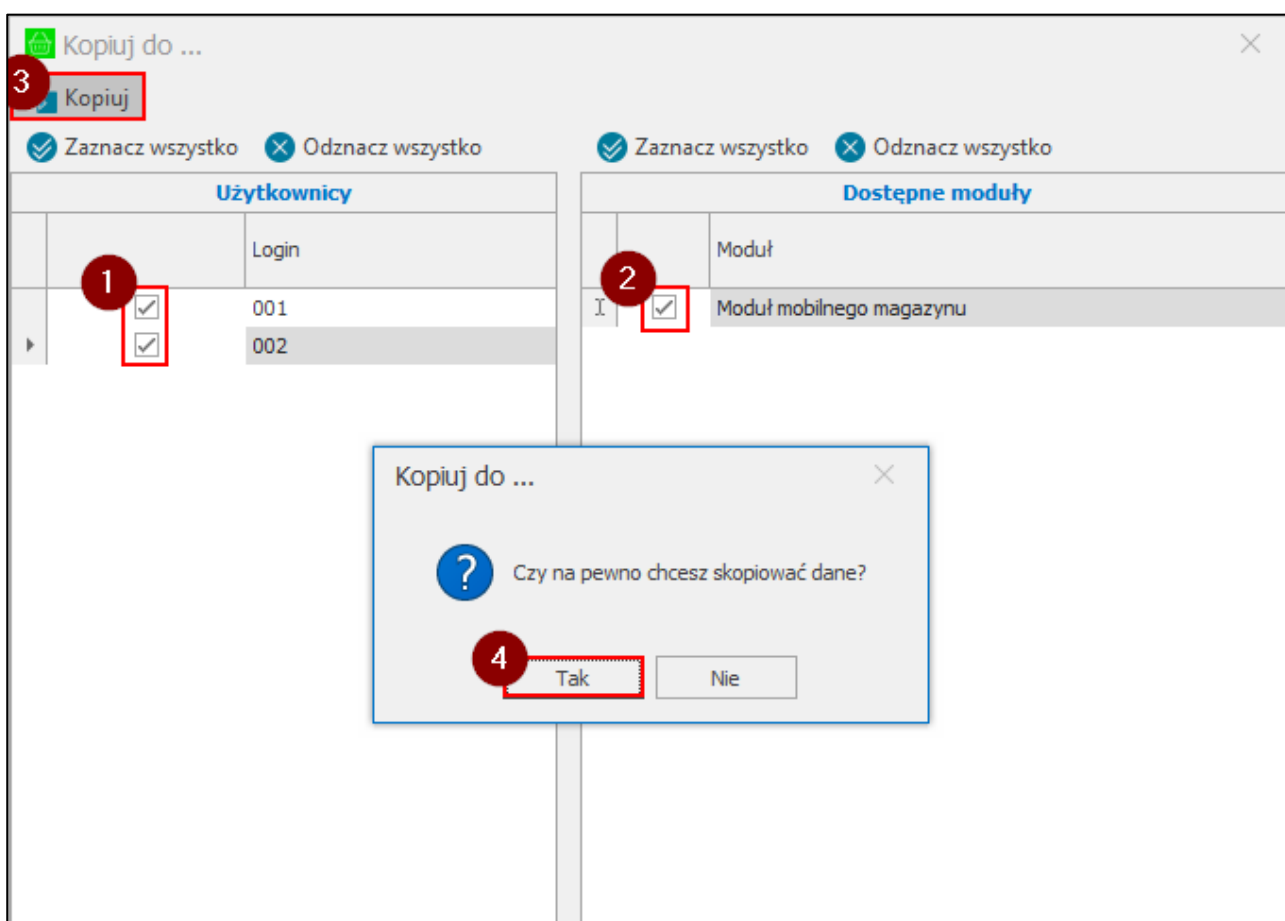 Kopiuj do ...
3
Kopiuj
Zaznacz wszystko Odznacz wszystko Zaznacz wszystko Odznacz wszystko
Użytkownicy Dostępne moduły
Login Moduł
1 2
001 Moduł mobilnego magazynu
002
Kopiuj do ...
? Czy na pewno chcesz skopiować dane?
4
Tak Nie